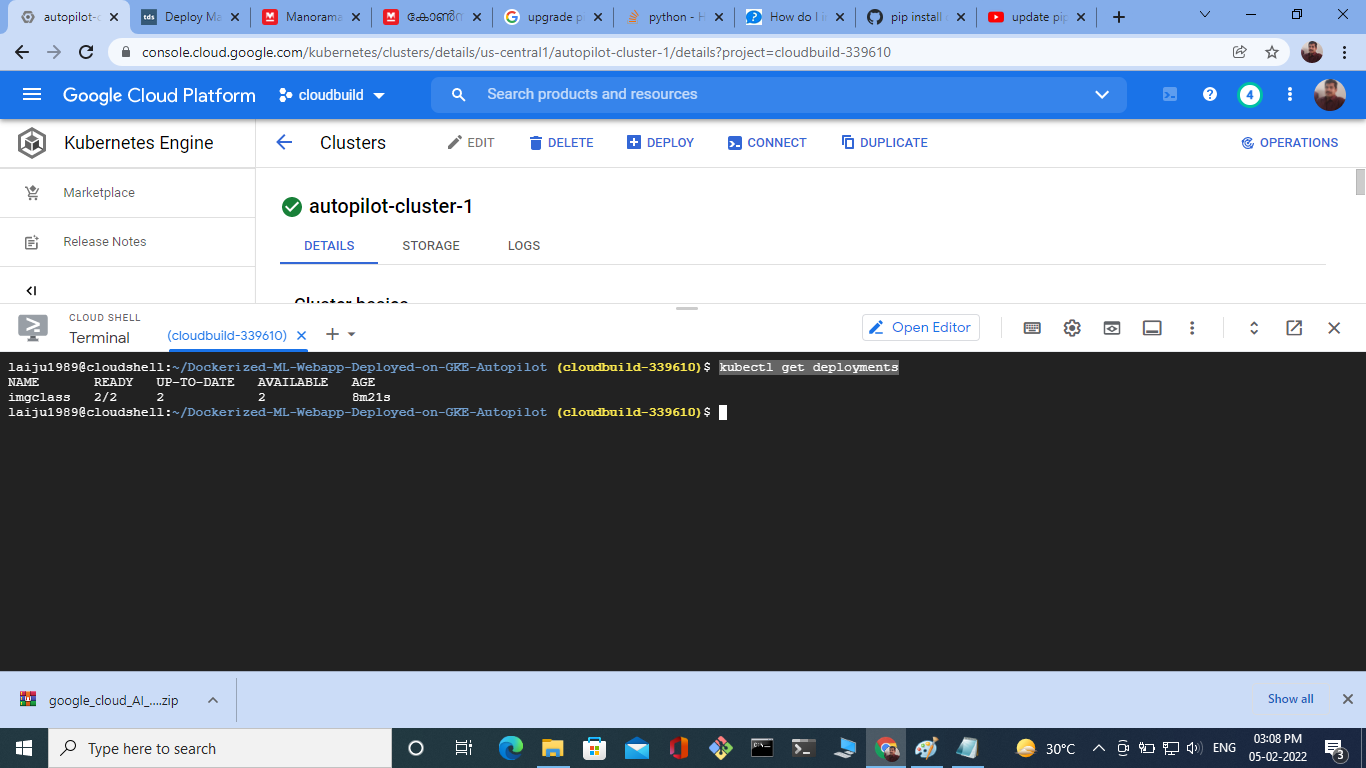 autopilot-c
Deploy Ma
Manorama
upgrade p
python - H
How do I i
pip install
update pip
console.cloud.google.com/kubernetes/clusters/details/us-central1/autopilot-cluster-1/details?project=cloudbuild-339610
Google Cloud Platform
cloudbuild
Search products and resources
4
Kubernetes Engine
Clusters
EDIT
DELETE
DEPLOY
CONNECT
DUPLICATE
OPERATIONS
Marketplace
Release Notes
autopilot-cluster-1
DETAILS
STORAGE
LOGS
Cluster basics
CLOUD SHELL
Terminal
(cloudbuild-339610)
Open Editor
laiju1989@cloudshell:~/Dockerized-ML-Webapp-Deployed-on-GKE-Autopilot (cloudbuild-339610)$ kubectl get deployments
NAME READY UP-TO-DATE AVAILABLE AGE
imgclass 2/2 2 2 8m21s
laiju1989@cloudshell:~/Dockerized-ML-Webapp-Deployed-on-GKE-Autopilot (cloudbuild-339610)$
google_cloud_AI_....zip
Show all
Type here to search
30°C
ENG
03:08 PM
05-02-2022
3